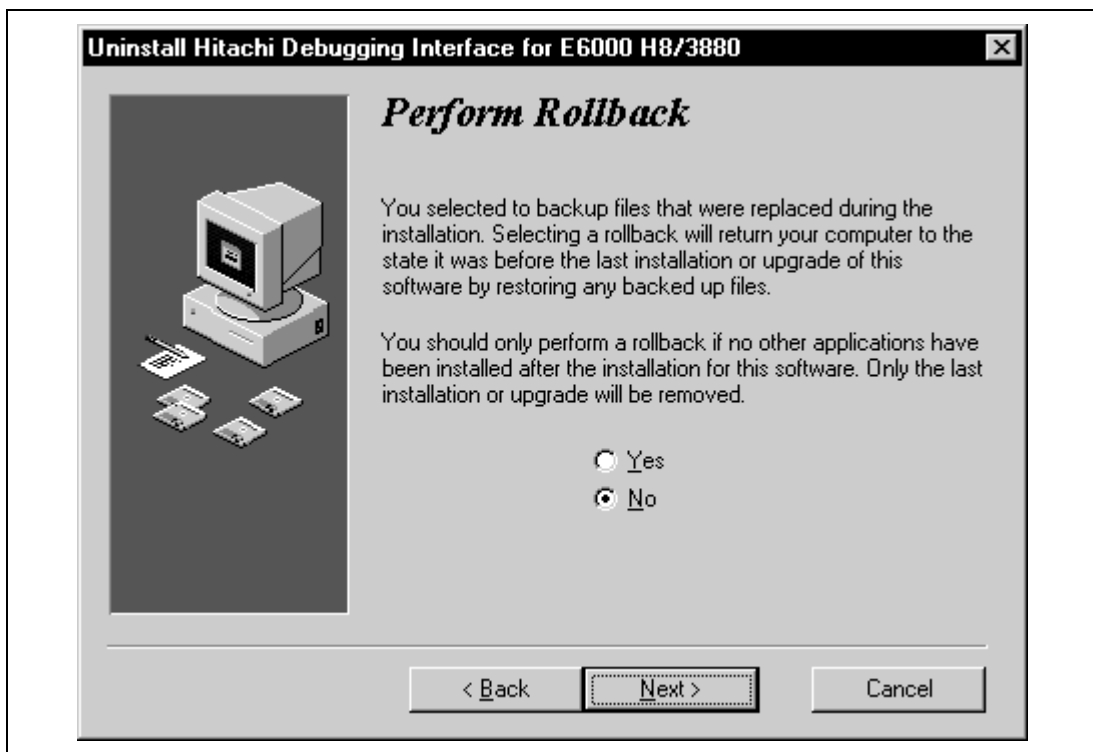 Uninstall Hitachi Debugging Interface for E6000 H8/3880
Perform Rollback
You selected to backup files that were replaced during the
installation. Selecting a rollback will return your computer to the
state it was before the last installation or upgrade of this
software by restoring any backed up files.
You should only perform a rollback if no other applications have
been installed after the installation for this software. Only the last
installation or upgrade will be removed.
Yes
No
< Back
Next >
Cancel